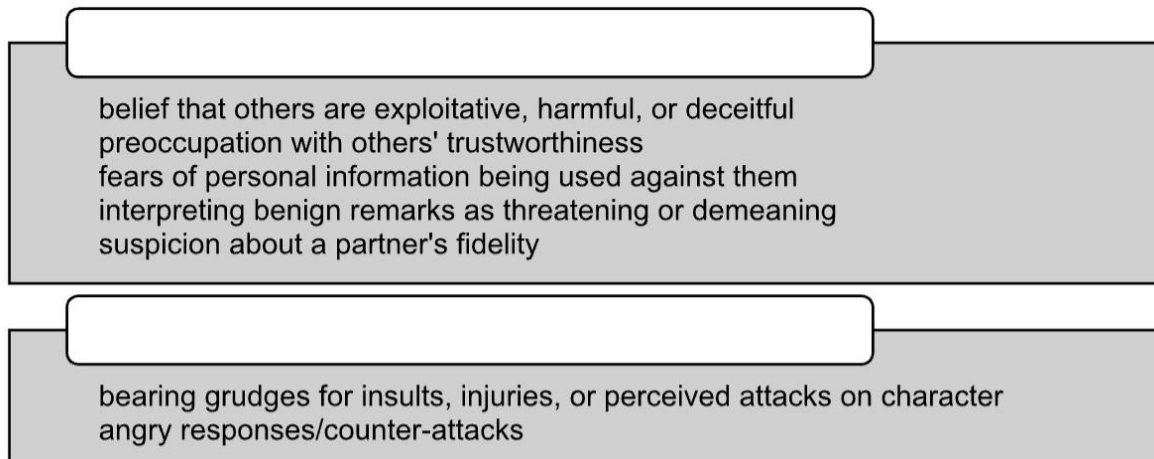 belief that others are exploitative, harmful, or deceitful
preoccupation with others' trustworthiness
fears of personal information being used against them
interpreting benign remarks as threatening or demeaning
suspicion about a partner's fidelity
bearing grudges for insults, injuries, or perceived attacks on character
angry responses/counter-attacks